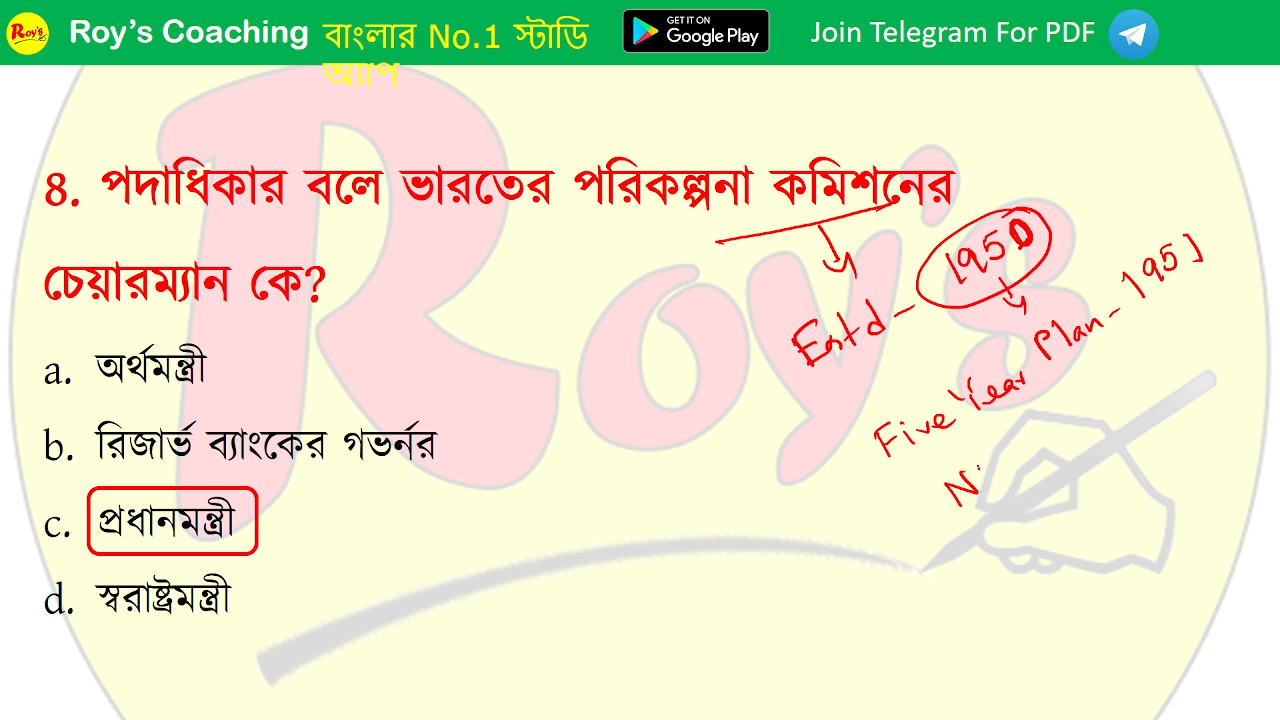 Roy's
Roy's Coaching
বাংলার No.1 স্টাডি
অ্যাপ
GET IT ON
Google Play
Join Telegram For PDF
Roy's
8. পদাধিকার বলে ভারতের পরিকল্পনা কমিশনের
চেয়ারম্যান কে?
a. অর্থমন্ত্রী
b. রিজার্ভ ব্যাংকের গভর্নর
c. প্রধানমন্ত্রী
d. স্বরাষ্ট্রমন্ত্রী
Estd - 1950
Five Year Plan - 1951
N